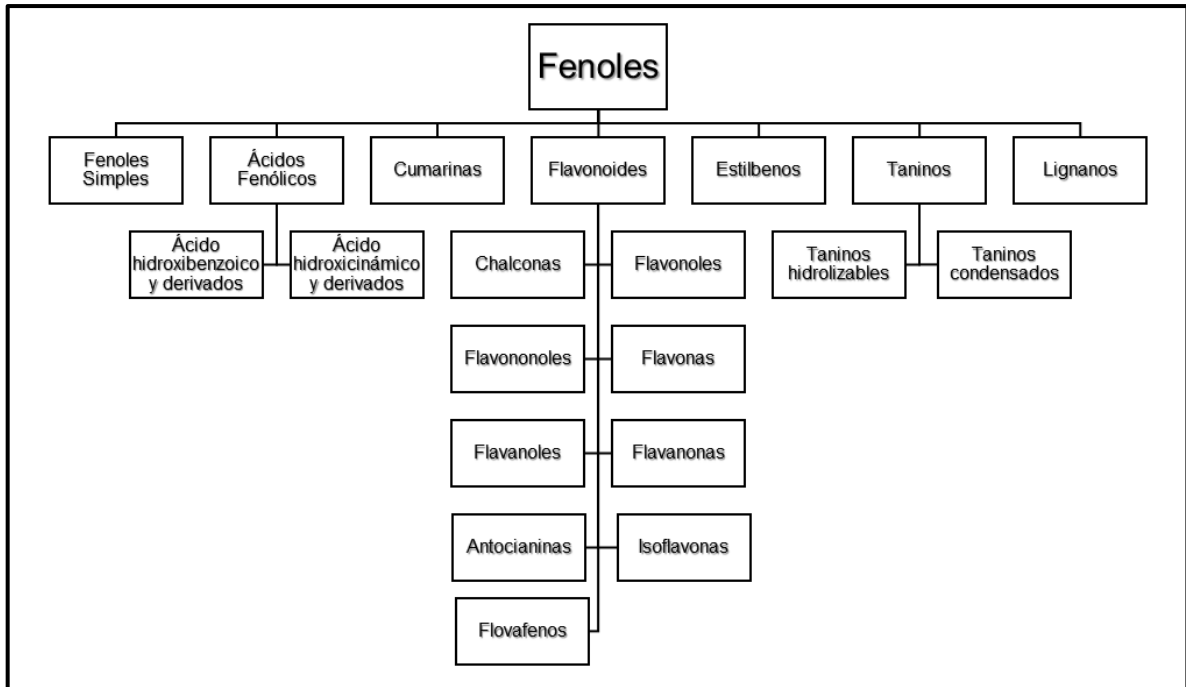 Fenoles
Fenoles
Simples
Ácidos
Fenólicos
Cumarinas
Flavonoides
Estilbenos
Taninos
Lignanos
Ácido
hidroxibenzoico
y derivados
Ácido
hidroxicinámico
y derivados
Chalconas
Flavonoles
Taninos
hidrolizables
Taninos
condensados
Flavononoles
Flavonas
Flavanoles
Flavanonas
Antocianinas
Isoflavonas
Flovafenos